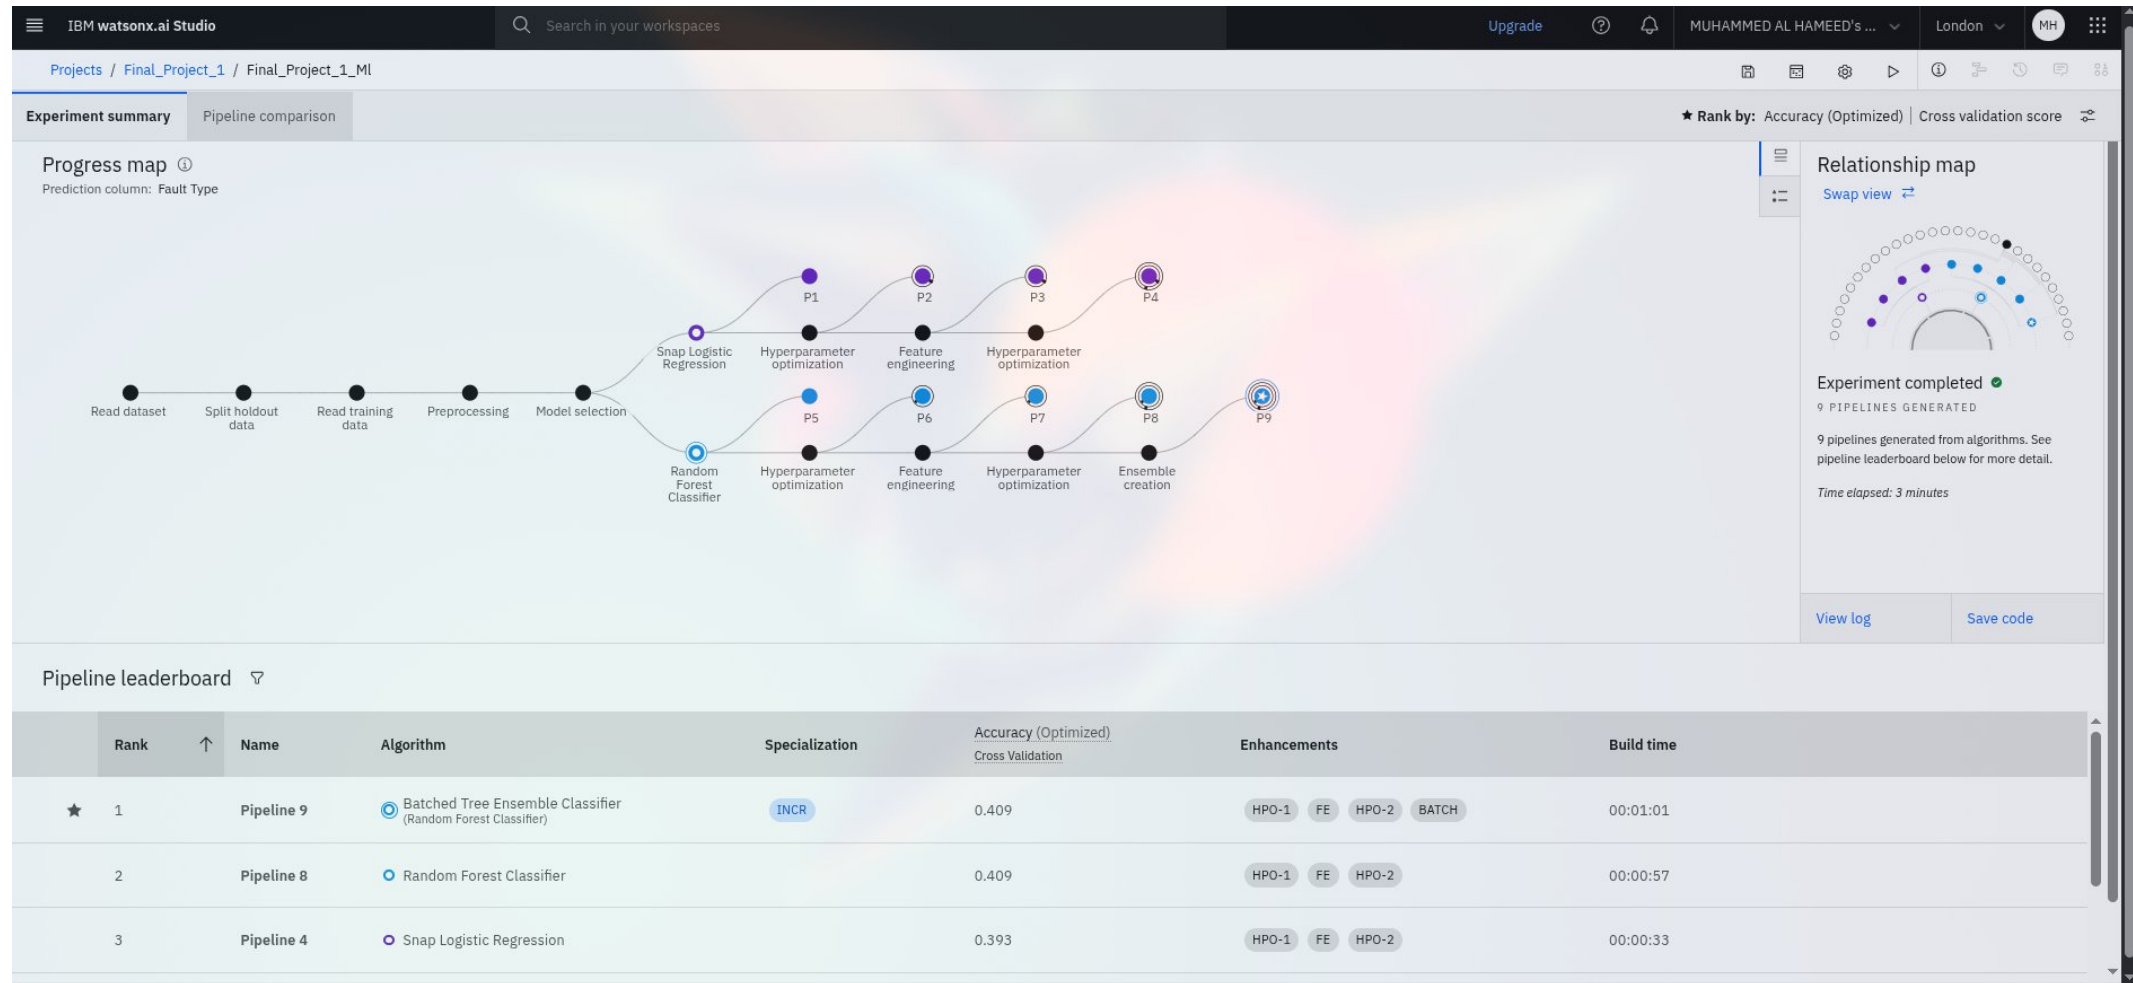 IBM watsonx.ai Studio
Search in your workspaces
Upgrade
MUHAMMED AL HAMEED's ...
London
MH
Projects / Final_Project_1 / Final_Project_1_Ml
Experiment summary
Pipeline comparison
Rank by: Accuracy (Optimized) | Cross validation score
Progress map
Prediction column: Fault Type
P1
P2
P3
P4
Snap Logistic
Regression
Hyperparameter
optimization
Feature
engineering
Hyperparameter
optimization
Read dataset
Split holdout
data
Read training
data
Preprocessing
Model selection
P5
P6
P7
P8
P9
Random
Forest
Classifier
Hyperparameter
optimization
Feature
engineering
Hyperparameter
optimization
Ensemble
creation
Relationship map
Swap view
Experiment completed
9 PIPELINES GENERATED
9 pipelines generated from algorithms. See
pipeline leaderboard below for more detail.
Time elapsed: 3 minutes
View log
Save code
Pipeline leaderboard
Rank Name Algorithm Specialization Accuracy (Optimized) Enhancements Build time
Cross Validation
1 Pipeline 9 Batched Tree Ensemble Classifier INCR 0.409 HPO-1 FE HPO-2 BATCH 00:01:01
(Random Forest Classifier)
2 Pipeline 8 Random Forest Classifier 0.409 HPO-1 FE HPO-2 00:00:57
3 Pipeline 4 Snap Logistic Regression 0.393 HPO-1 FE HPO-2 00:00:33